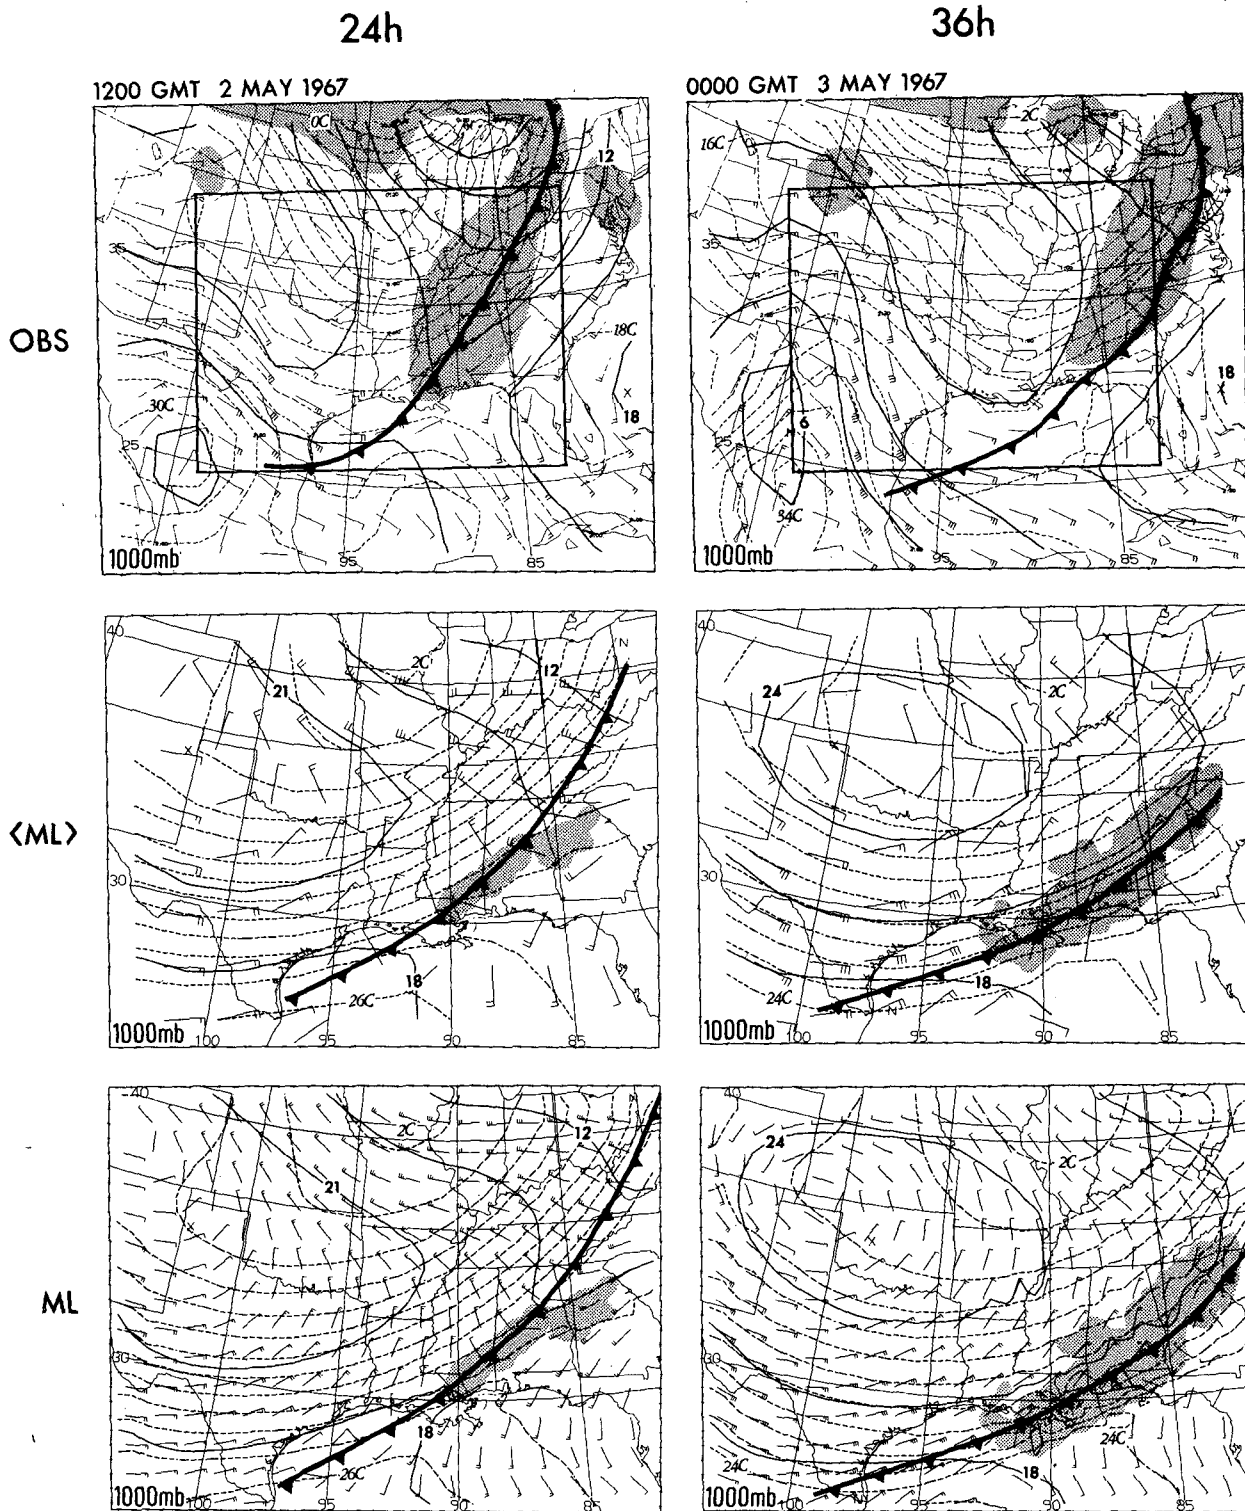 24h 36h
1200 GMT 2 MAY 1967 0000 GMT 3 MAY 1967
OBS
0C 12 35 18C 18 30C 25 95 85 1000mb
16C 2C 35 18 6 25 34C 95 85 1000mb
⟨ML⟩
40 2C 12 N 21 30 18 26C 1000mb 100 95 90 85
40 2C 24 30 18 24C N 1000mb 100 95 90 85
ML
40 2C 12 21 30 18 26C 1000mb 100 95 90 85
40 24 2C 30 24C 24C 18 1000mb 100 95 90 85